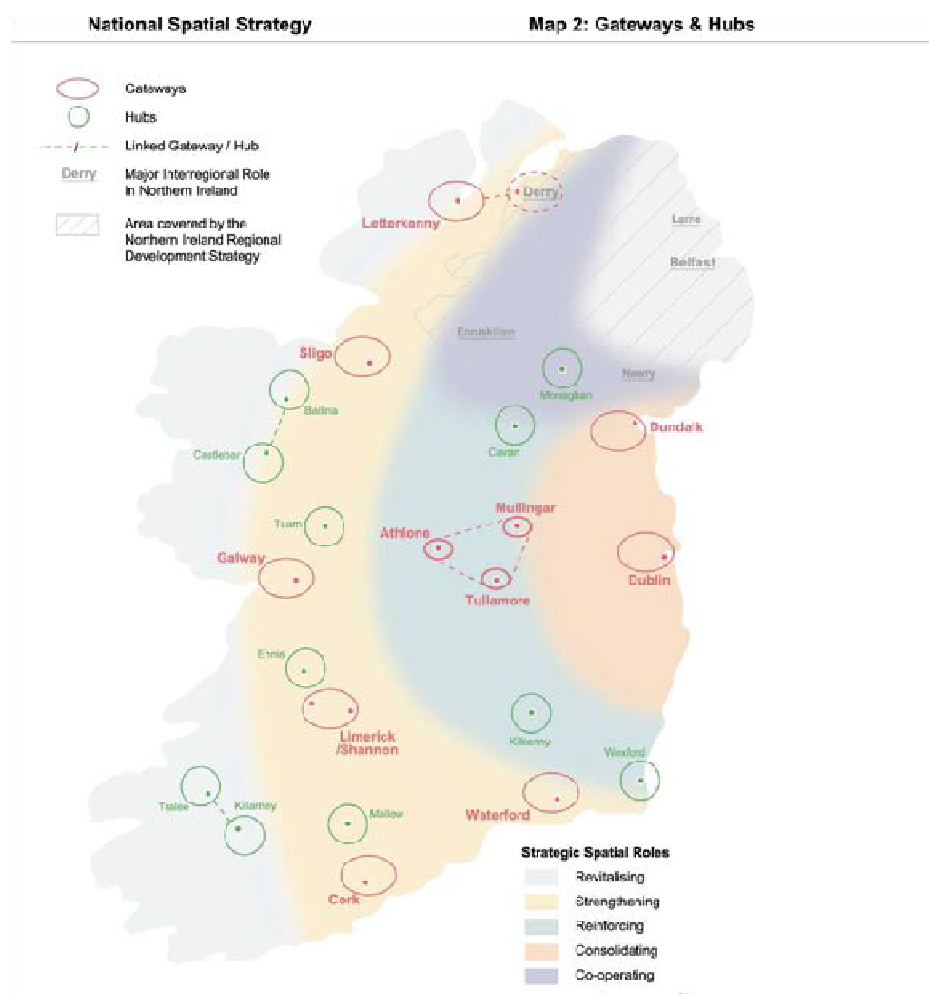 National Spatial Strategy
Map 2: Gateways & Hubs
Gateways
Hubs
Linked Gateway / Hub
Derry
Major Interregional Role
in Northern Ireland
Area covered by the
Northern Ireland Regional
Development Strategy
Derry
Letterkenny
Larne
Belfast
Enniskillen
Sligo
Newry
Monaghan
Ballina
Dundalk
Cavan
Castlebar
Mullingar
Tuam
Athlone
Galway
Dublin
Tullamore
Ennis
Limerick
/Shannon
Kilkenny
Wexford
Tralee
Killarney
Mallow
Waterford
Cork
Strategic Spatial Roles
Revitalising
Strengthening
Reinforcing
Consolidating
Co-operating